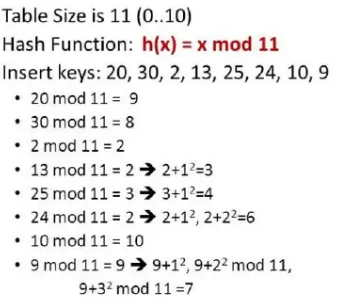 Table Size is 11 (0..10)
Hash Function: h(x) = x mod 11
Insert keys: 20, 30, 2, 13, 25, 24, 10, 9
• 20 mod 11 = 9
• 30 mod 11 = 8
• 2 mod 11 = 2
• 13 mod 11 = 2 ➔ 2+1²=3
• 25 mod 11 = 3 ➔ 3+1²=4
• 24 mod 11 = 2 ➔ 2+1², 2+2²=6
• 10 mod 11 = 10
• 9 mod 11 = 9 ➔ 9+1², 9+2² mod 11,
9+3² mod 11 =7